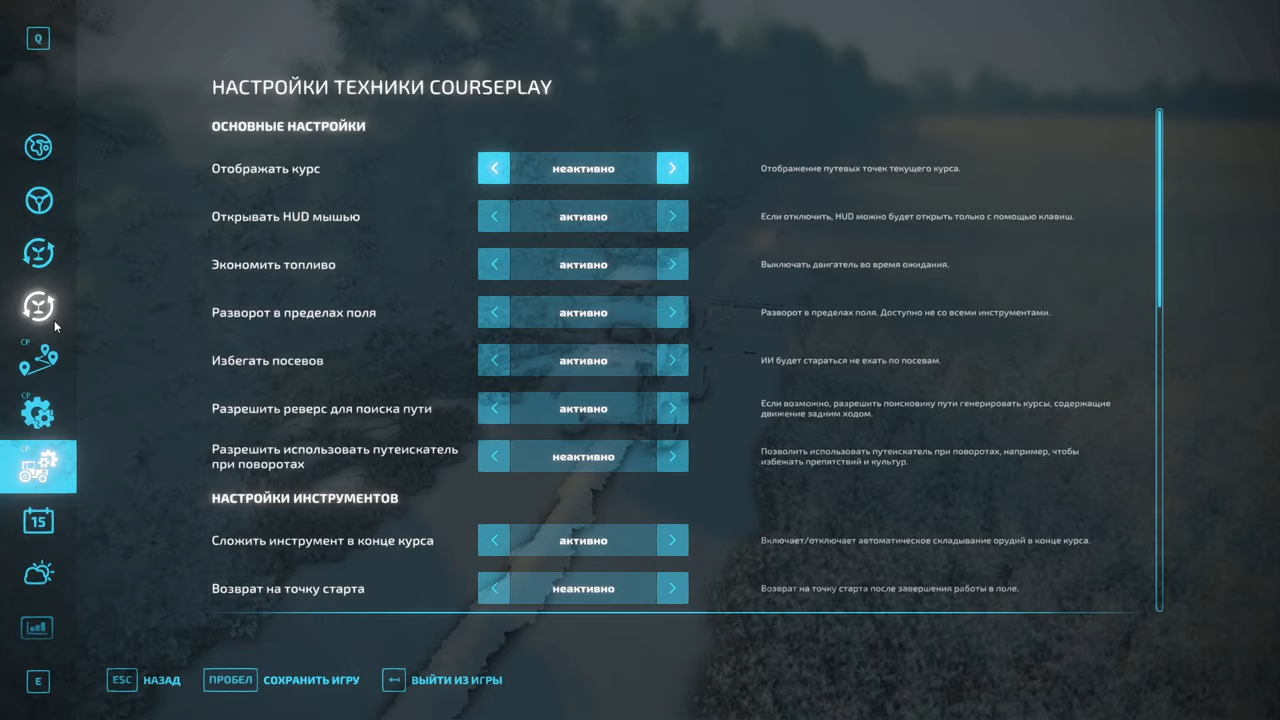 Q
НАСТРОЙКИ ТЕХНИКИ COURSEPLAY
ОСНОВНЫЕ НАСТРОЙКИ
Отображать курс
неактивно
Отображение путевых точек текущего курса.
Открывать HUD мышью
активно
Если отключить, HUD можно будет открыть только с помощью клавиш.
Экономить топливо
активно
Выключать двигатель во время ожидания.
Разворот в пределах поля
активно
Разворот в пределах поля. Доступно не со всеми инструментами.
CP
Избегать посевов
активно
ИИ будет стараться не ехать по посевам.
CP
Разрешить реверс для поиска пути
активно
Если возможно, разрешить поисковику пути генерировать курсы, содержащие
движение задним ходом.
CP
Разрешить использовать путеискатель
при поворотах
неактивно
Позволить использовать путеискатель при поворотах, например, чтобы
избежать препятствий и культур.
НАСТРОЙКИ ИНСТРУМЕНТОВ
15
Сложить инструмент в конце курса
активно
Включает/отключает автоматическое складывание орудий в конце курса.
Возврат на точку старта
неактивно
Возврат на точку старта после завершения работы в поле.
E
ESC НАЗАД
ПРОБЕЛ СОХРАНИТЬ ИГРУ
ВЫЙТИ ИЗ ИГРЫ